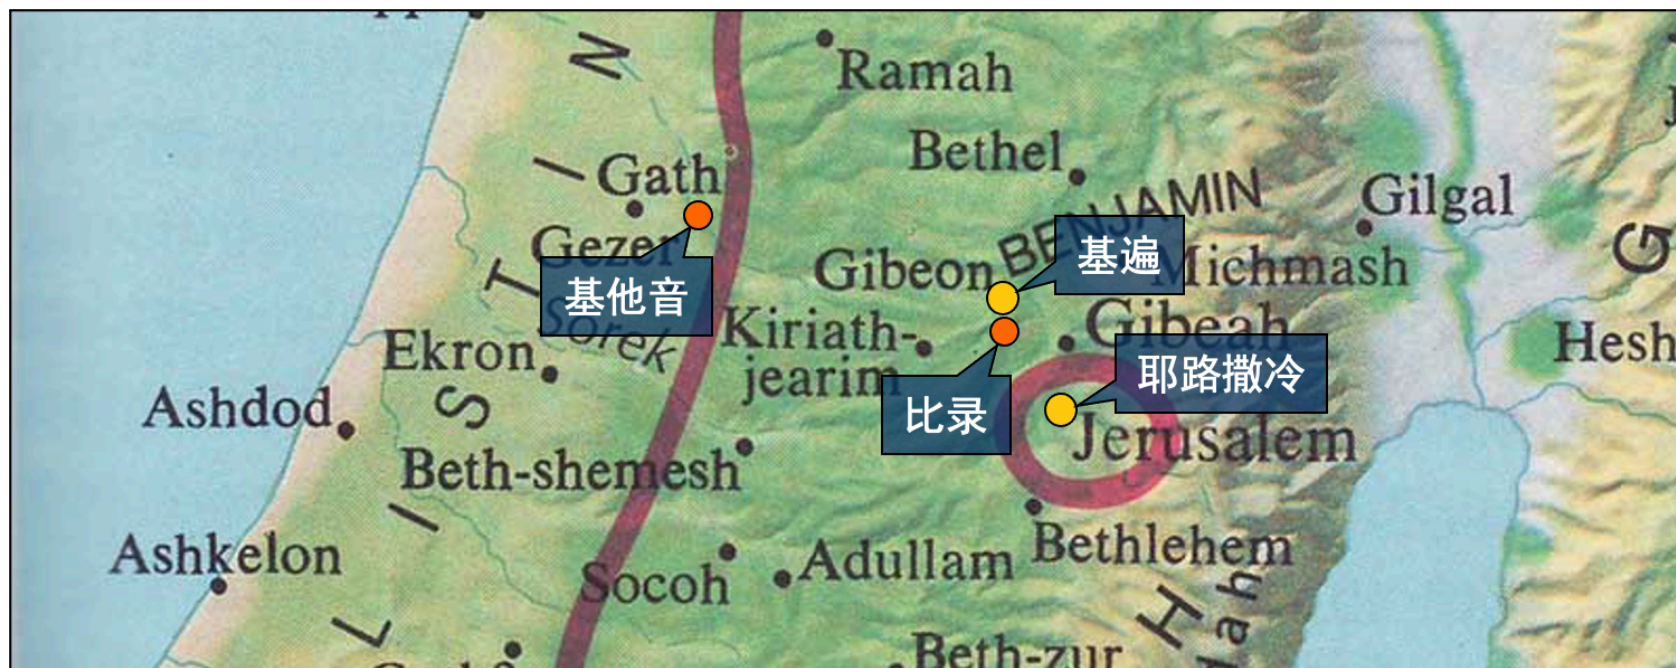 Ramah
Bethel
Gath
BENJAMIN
Gilgal
Gezer
基遍
Gibeon
Michmash
基他音
Sorek
Kiriath-
jearim
Gibeah
Hesh
Ekron
耶路撒冷
比录
Ashdod
Jerusalem
Beth-shemesh
Ashkelon
Socoh
Adullam
Bethlehem
Beth-zur